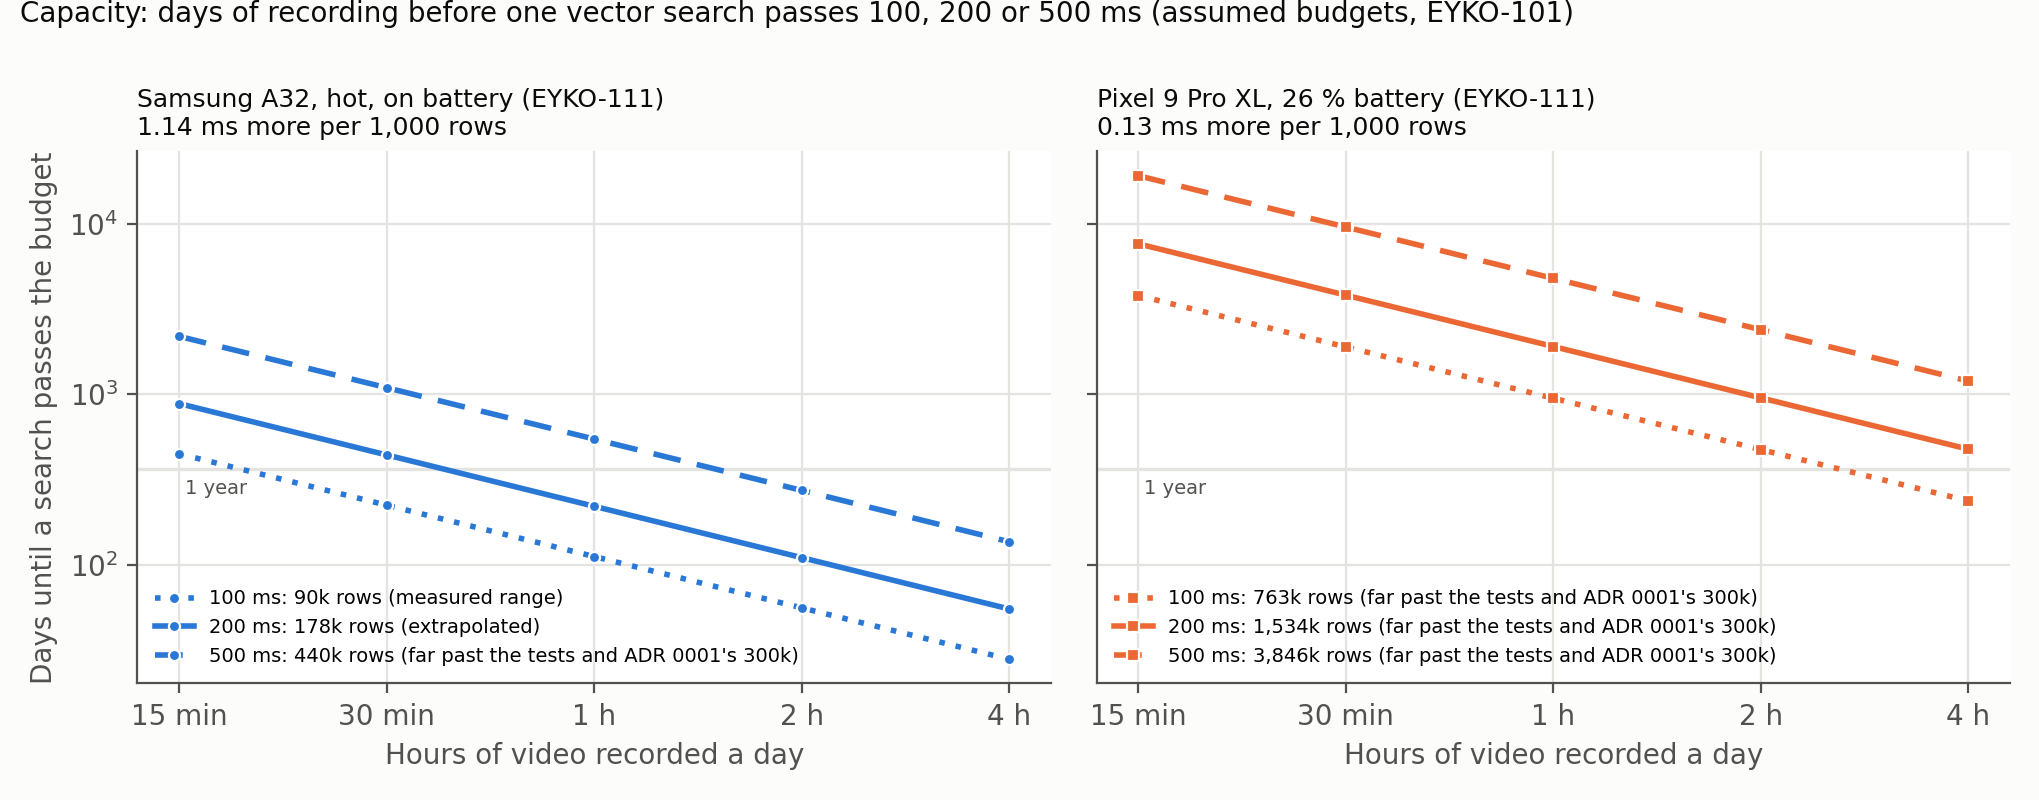 Capacity: days of recording before one vector search passes 100, 200 or 500 ms (assumed budgets, EYKO-101)
Samsung A32, hot, on battery (EYKO-111)
1.14 ms more per 1,000 rows
Days until a search passes the budget
10⁴
10³
10²
1 year
100 ms: 90k rows (measured range)
200 ms: 178k rows (extrapolated)
500 ms: 440k rows (far past the tests and ADR 0001's 300k)
15 min
30 min
1 h
2 h
4 h
Hours of video recorded a day
Pixel 9 Pro XL, 26 % battery (EYKO-111)
0.13 ms more per 1,000 rows
1 year
100 ms: 763k rows (far past the tests and ADR 0001's 300k)
200 ms: 1,534k rows (far past the tests and ADR 0001's 300k)
500 ms: 3,846k rows (far past the tests and ADR 0001's 300k)
15 min
30 min
1 h
2 h
4 h
Hours of video recorded a day